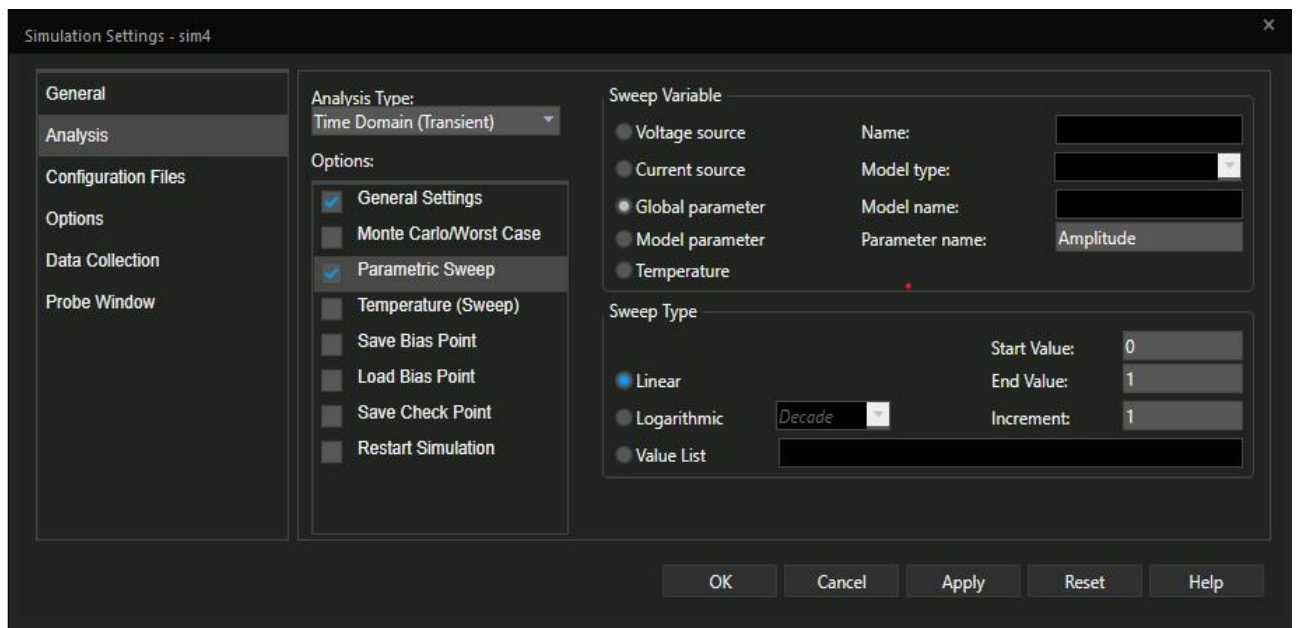 Simulation Settings - sim4
General
Analysis
Configuration Files
Options
Data Collection
Probe Window
Analysis Type:
Time Domain (Transient)
Options:
General Settings
Monte Carlo/Worst Case
Parametric Sweep
Temperature (Sweep)
Save Bias Point
Load Bias Point
Save Check Point
Restart Simulation
Sweep Variable
Voltage source Name:
Current source Model type:
Global parameter Model name:
Model parameter Parameter name: Amplitude
Temperature
Sweep Type
Start Value: 0
Linear End Value: 1
Logarithmic Decade Increment: 1
Value List
OK Cancel Apply Reset Help